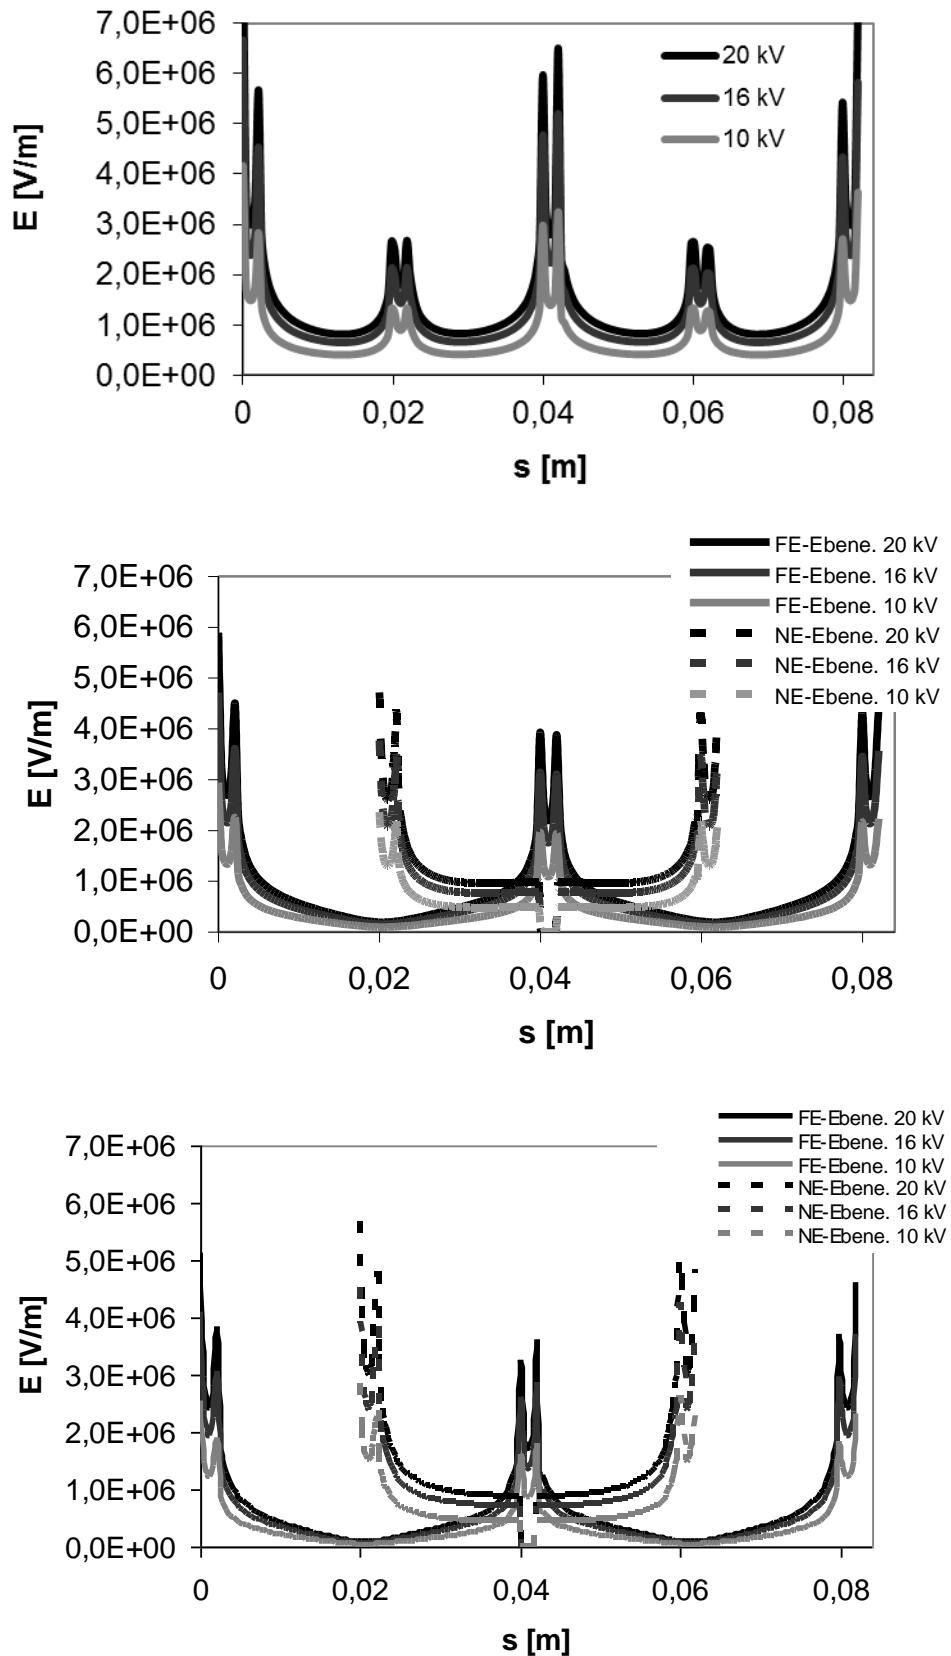 7,0E+06
6,0E+06
5,0E+06
4,0E+06
3,0E+06
2,0E+06
1,0E+06
0,0E+00
E [V/m]
20 kV
16 kV
10 kV
0 0,02 0,04 0,06 0,08
s [m]
FE-Ebene. 20 kV
FE-Ebene. 16 kV
FE-Ebene. 10 kV
NE-Ebene. 20 kV
NE-Ebene. 16 kV
NE-Ebene. 10 kV
7,0E+06
6,0E+06
5,0E+06
4,0E+06
3,0E+06
2,0E+06
1,0E+06
0,0E+00
E [V/m]
0 0,02 0,04 0,06 0,08
s [m]
FE-Ebene. 20 kV
FE-Ebene. 16 kV
FE-Ebene. 10 kV
NE-Ebene. 20 kV
NE-Ebene. 16 kV
NE-Ebene. 10 kV
7,0E+06
6,0E+06
5,0E+06
4,0E+06
3,0E+06
2,0E+06
1,0E+06
0,0E+00
E [V/m]
0 0,02 0,04 0,06 0,08
s [m]